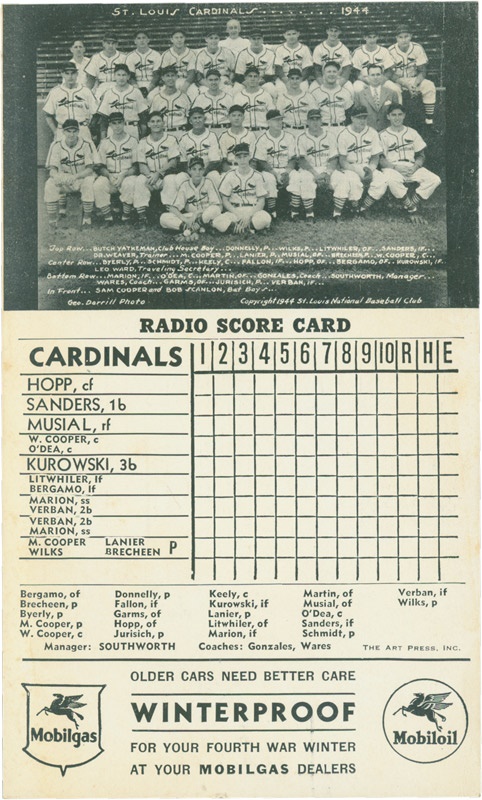 ST. LOUIS CARDINALS . . . . . . . . . . 1944
Top Row... BUTCH YATKEMAN, Club House Boy... DONNELLY, P... WILKS, P... LITWHILER, OF... SANDERS, IF...
DR. WEAVER, Trainer... M. COOPER, P... LANIER, P... MUSIAL, OF... BRECHEEN, P... W. COOPER, C...
Center Row... BYERLY, P... SCHMIDT, P... KEELY, C... FALLON, IF... HOPP, OF... BERGAMO, OF... KUROWSKI, IF
LEO WARD, Traveling Secretary...
Bottom Row... MARION, IF... O'DEA, C... MARTIN, OF... GONZALES, Coach... SOUTHWORTH, Manager...
WARES, Coach... GARMS, OF... JURISICH, P... VERBAN, IF...
In Front... SAM COOPER and BOB SCANLON, Bat Boys...
Geo. Dorrill Photo Copyright 1944 St. Louis National Baseball Club
RADIO SCORE CARD
CARDINALS 1 2 3 4 5 6 7 8 9 10 R H E
HOPP, cf
SANDERS, 1b
MUSIAL, rf
W. COOPER, c
O'DEA, c
KUROWSKI, 3b
LITWHILER, lf
BERGAMO, lf
MARION, ss
VERBAN, 2b
VERBAN, 2b
MARION, ss
M. COOPER LANIER P
WILKS BRECHEEN
Bergamo, of Donnelly, p Keely, c Martin, of Verban, if
Brecheen, p Fallon, if Kurowski, if Musial, of Wilks, p
Byerly, p Garms, of Lanier, p O'Dea, c
M. Cooper, p Hopp, of Litwhiler, of Sanders, if
W. Cooper, c Jurisich, p Marion, if Schmidt, p
Manager: SOUTHWORTH Coaches: Gonzales, Wares THE ART PRESS, INC.
OLDER CARS NEED BETTER CARE
WINTERPROOF
FOR YOUR FOURTH WAR WINTER
AT YOUR MOBILGAS DEALERS
Mobilgas
Mobiloil